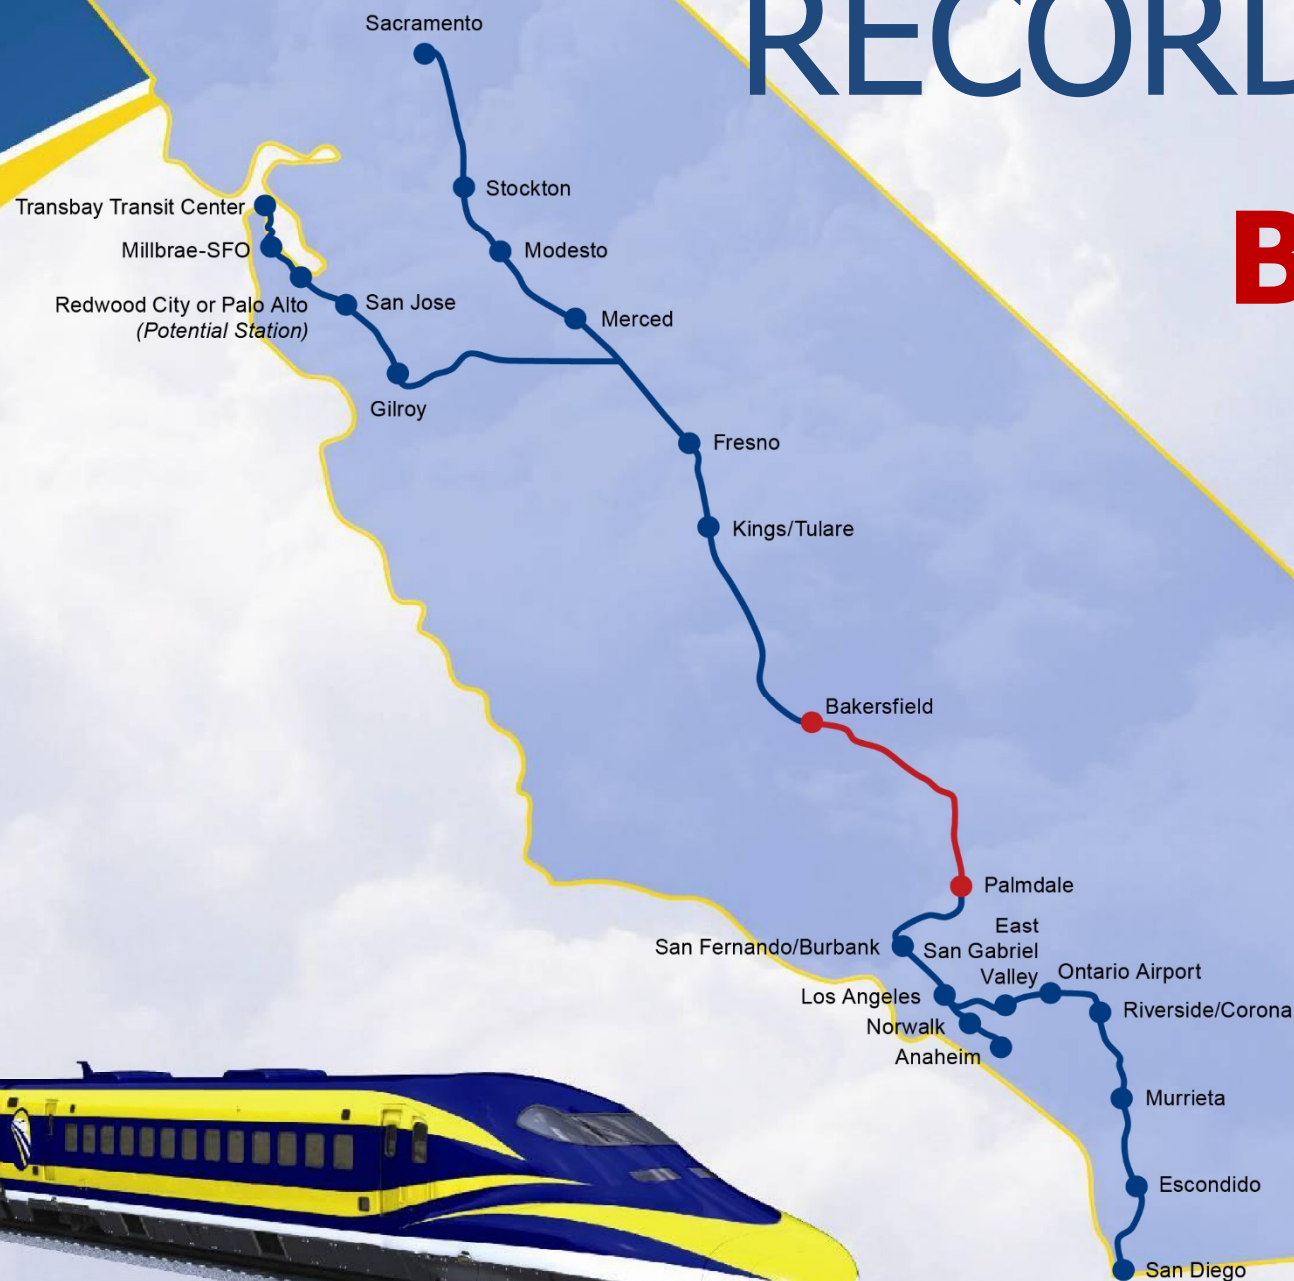 RECORD
B
Sacramento
Stockton
Transbay Transit Center
Modesto
Millbrae-SFO
Redwood City or Palo Alto
(Potential Station)
San Jose
Merced
Gilroy
Fresno
Kings/Tulare
Bakersfield
Palmdale
East
San Gabriel
Valley
San Fernando/Burbank
Ontario Airport
Los Angeles
Riverside/Corona
Norwalk
Anaheim
Murrieta
Escondido
San Diego